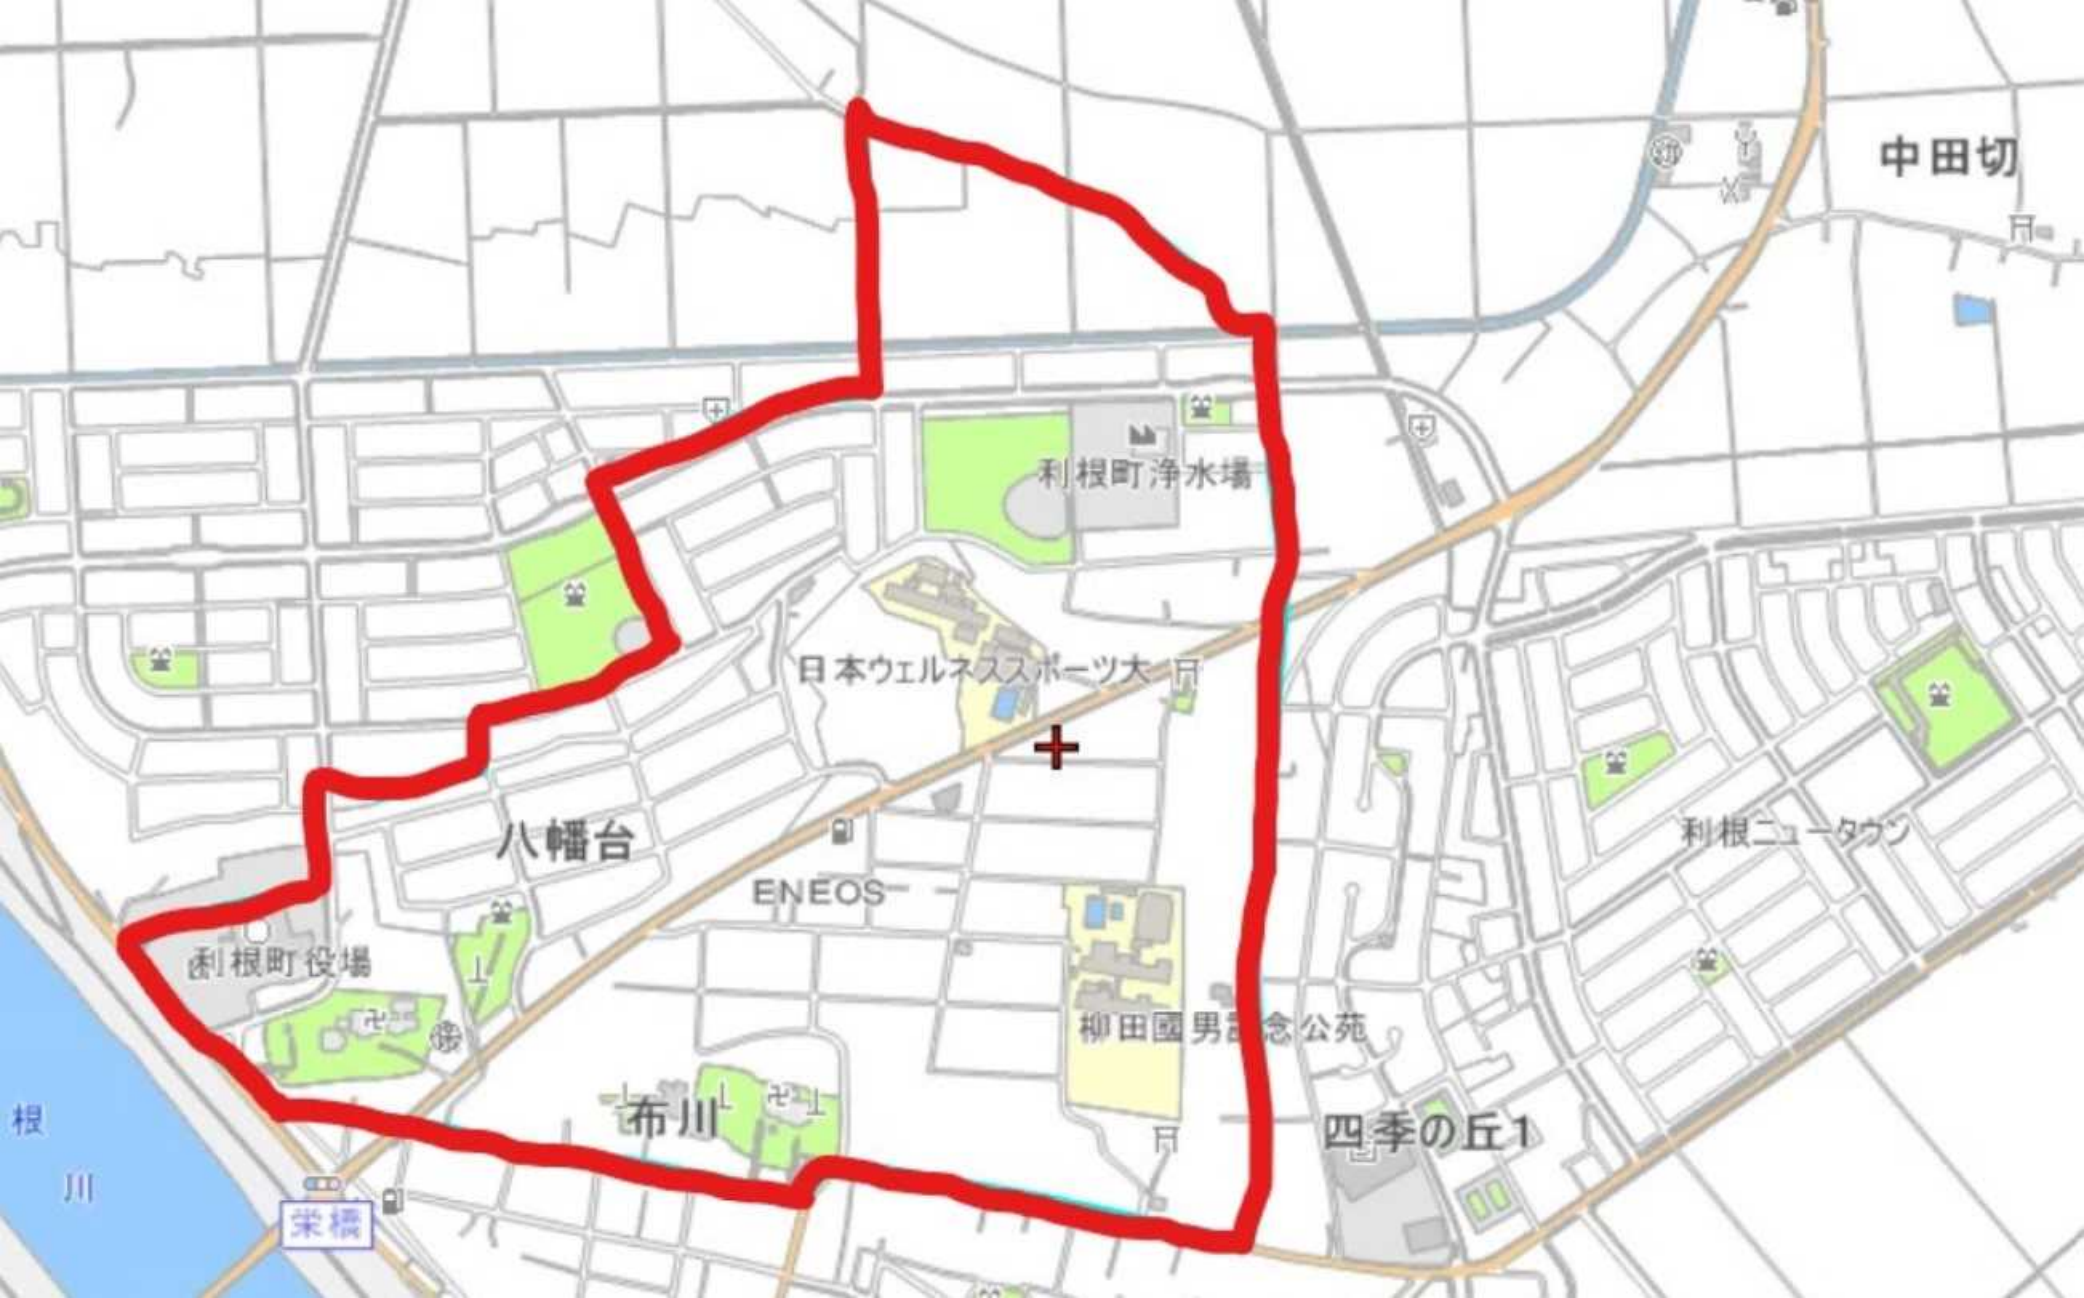 中田切
利根町浄水場
日本ウェルネススポーツ大
八幡台
利根ニュータウン
ENEOS
利根町役場
柳田國男記念公苑
布川
四季の丘1
根
川
栄橋